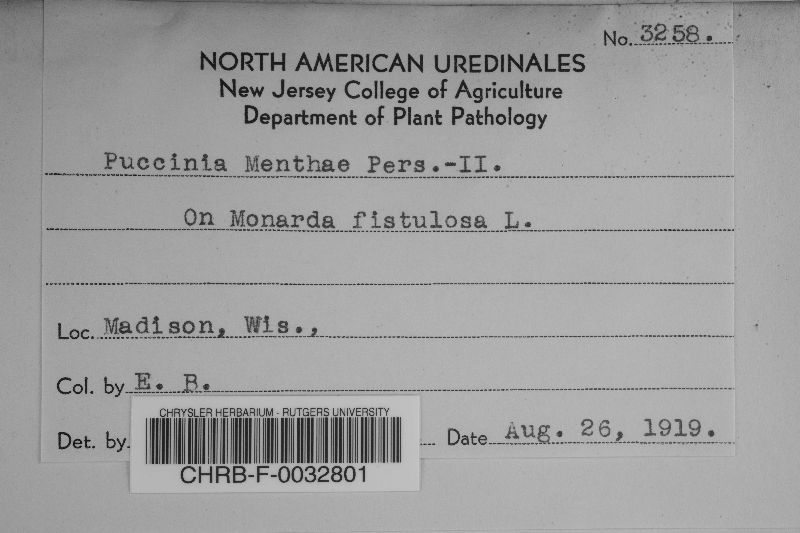 No. 3258.
NORTH AMERICAN UREDINALES
New Jersey College of Agriculture
Department of Plant Pathology
Puccinia Menthae Pers.-II.
On Monarda fistulosa L.
Loc. Madison, Wis.,
Col. by E. B.
CHRYSLER HERBARIUM - RUTGERS UNIVERSITY
Det. by Date Aug. 26, 1919.
CHRB-F-0032801